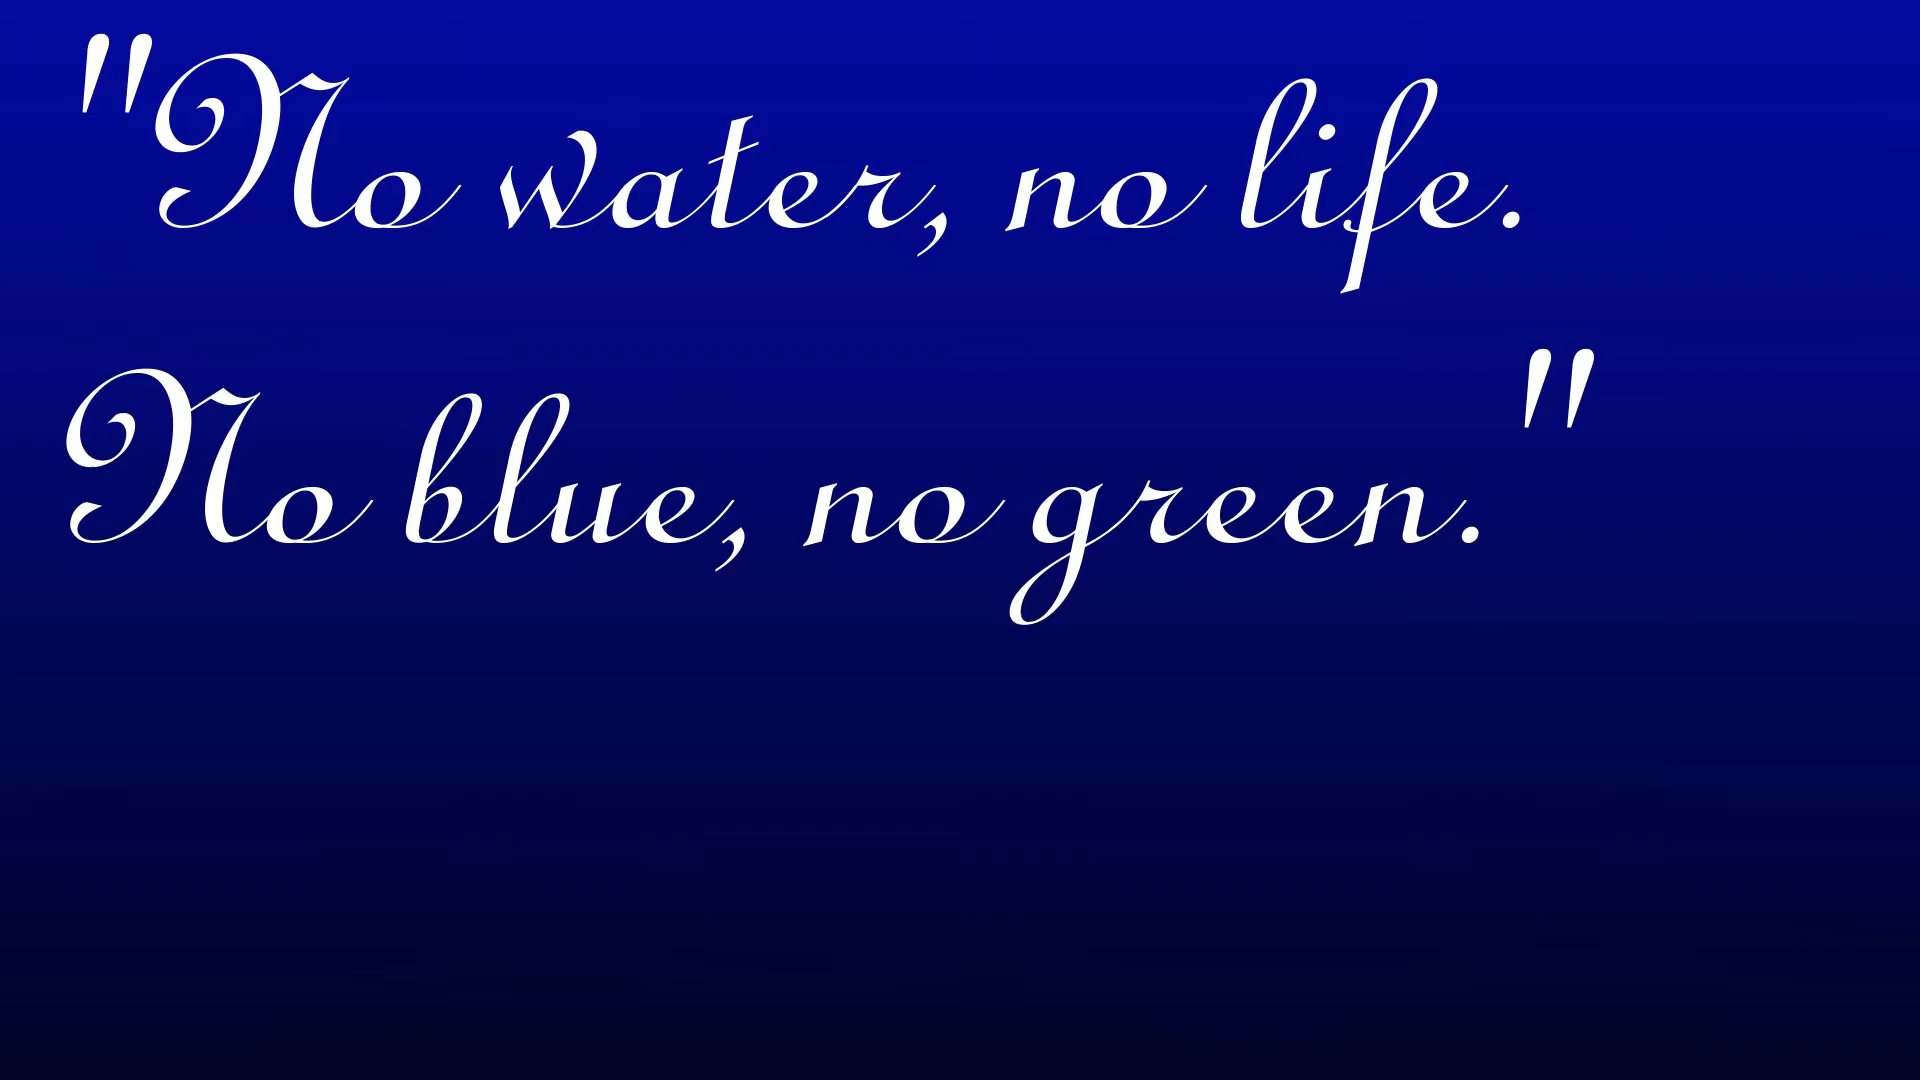 "No water, no life.
No blue, no green."